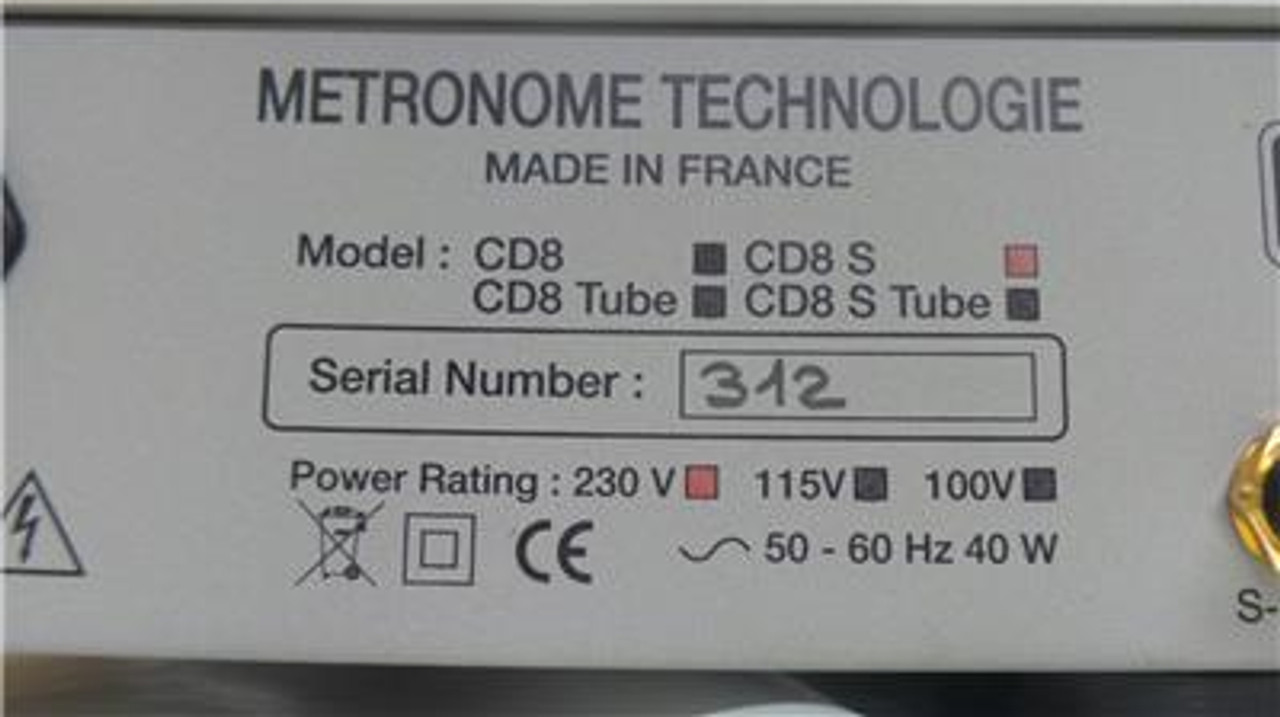 METRONOME TECHNOLOGIE
MADE IN FRANCE
Model : CD8 CD8 S
CD8 Tube CD8 S Tube
Serial Number : 312
Power Rating : 230 V 115V 100V
CE 50 - 60 Hz 40 W
S-